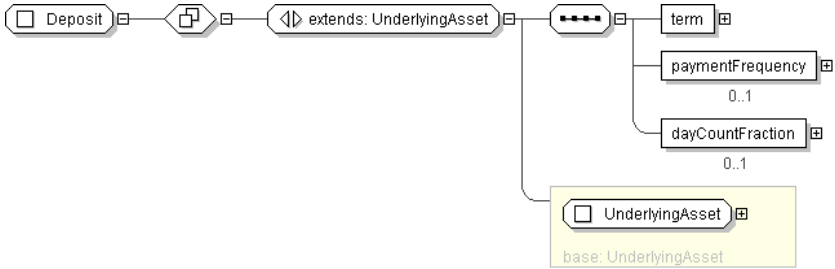 Deposit
extends: UnderlyingAsset
term
paymentFrequency
0..1
dayCountFraction
0..1
UnderlyingAsset
base: UnderlyingAsset